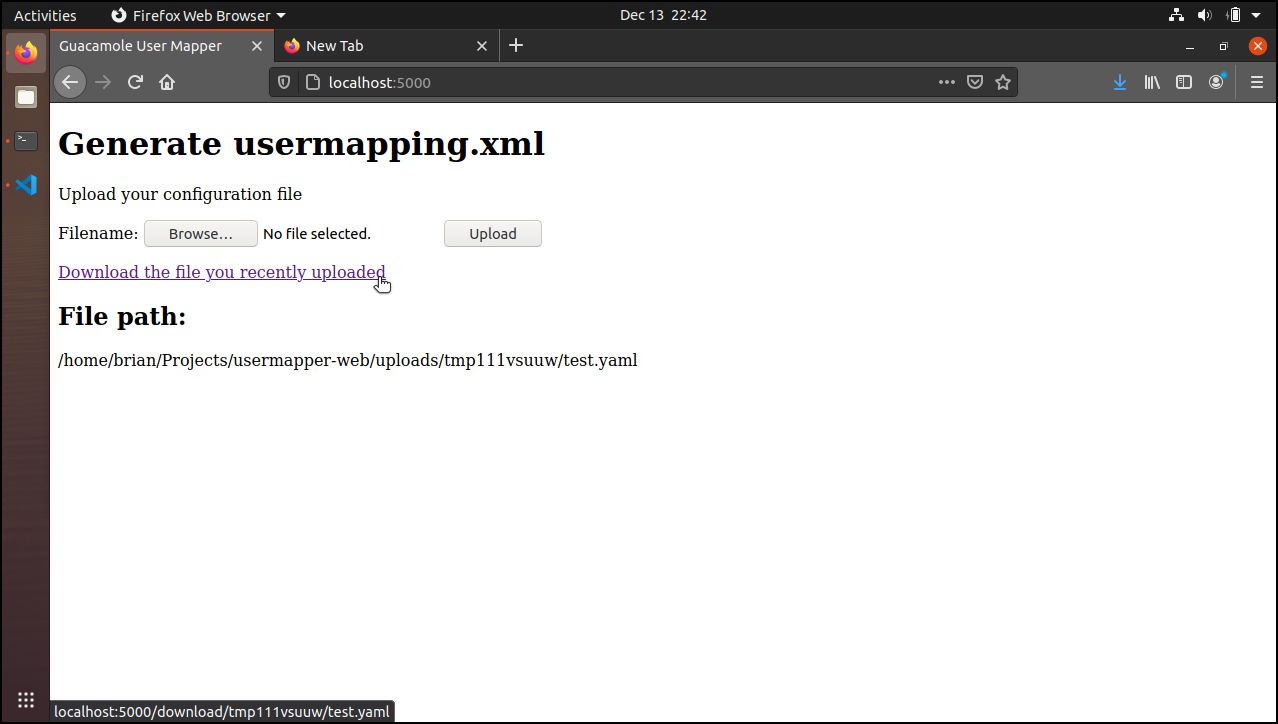 Activities Firefox Web Browser Dec 13 22:42
Guacamole User Mapper New Tab
localhost:5000
Generate usermapping.xml
Upload your configuration file
Filename: Browse... No file selected. Upload
Download the file you recently uploaded
File path:
/home/brian/Projects/usermapper-web/uploads/tmp111vsuuw/test.yaml
localhost:5000/download/tmp111vsuuw/test.yaml